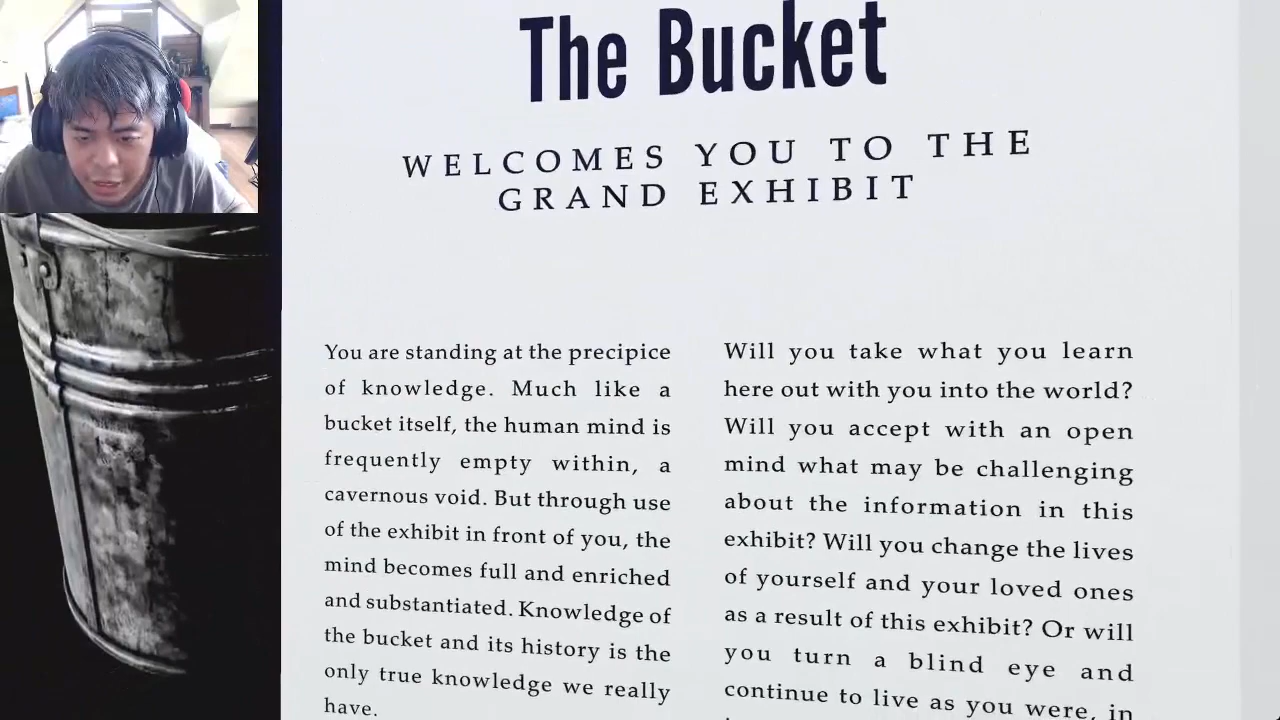 The Bucket
WELCOMES YOU TO THE
GRAND EXHIBIT
You are standing at the precipice
of knowledge. Much like a
bucket itself, the human mind is
frequently empty within, a
cavernous void. But through use
of the exhibit in front of you, the
mind becomes full and enriched
and substantiated. Knowledge of
the bucket and its history is the
only true knowledge we really
have.
Will you take what you learn
here out with you into the world?
Will you accept with an open
mind what may be challenging
about the information in this
exhibit? Will you change the lives
of yourself and your loved ones
as a result of this exhibit? Or will
you turn a blind eye and
continue to live as you were, in